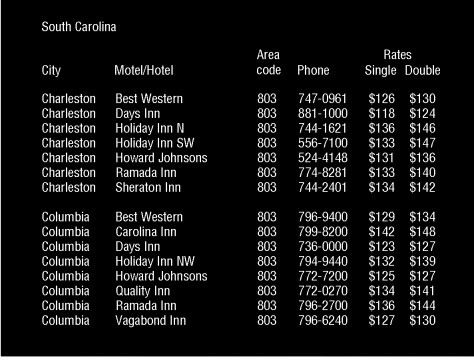 South Carolina
Area Rates
City Motel/Hotel code Phone Single Double
Charleston Best Western 803 747-0961 $126 $130
Charleston Days Inn 803 881-1000 $118 $124
Charleston Holiday Inn N 803 744-1621 $136 $146
Charleston Holiday Inn SW 803 556-7100 $133 $147
Charleston Howard Johnsons 803 524-4148 $131 $136
Charleston Ramada Inn 803 774-8281 $133 $140
Charleston Sheraton Inn 803 744-2401 $134 $142
Columbia Best Western 803 796-9400 $129 $134
Columbia Carolina Inn 803 799-8200 $142 $148
Columbia Days Inn 803 736-0000 $123 $127
Columbia Holiday Inn NW 803 794-9440 $132 $139
Columbia Howard Johnsons 803 772-7200 $125 $127
Columbia Quality Inn 803 772-0270 $134 $141
Columbia Ramada Inn 803 796-2700 $136 $144
Columbia Vagabond Inn 803 796-6240 $127 $130